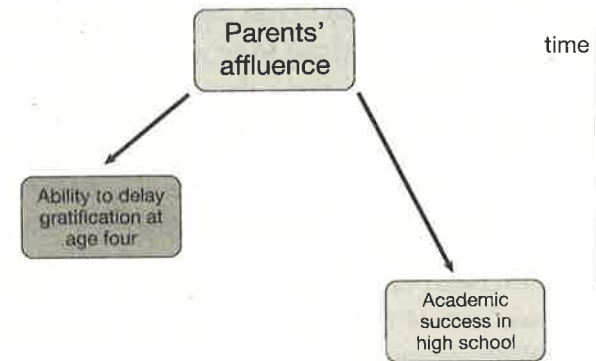 Parents'
affluence
time
Ability to delay
gratification at
age four
Academic
success in
high school